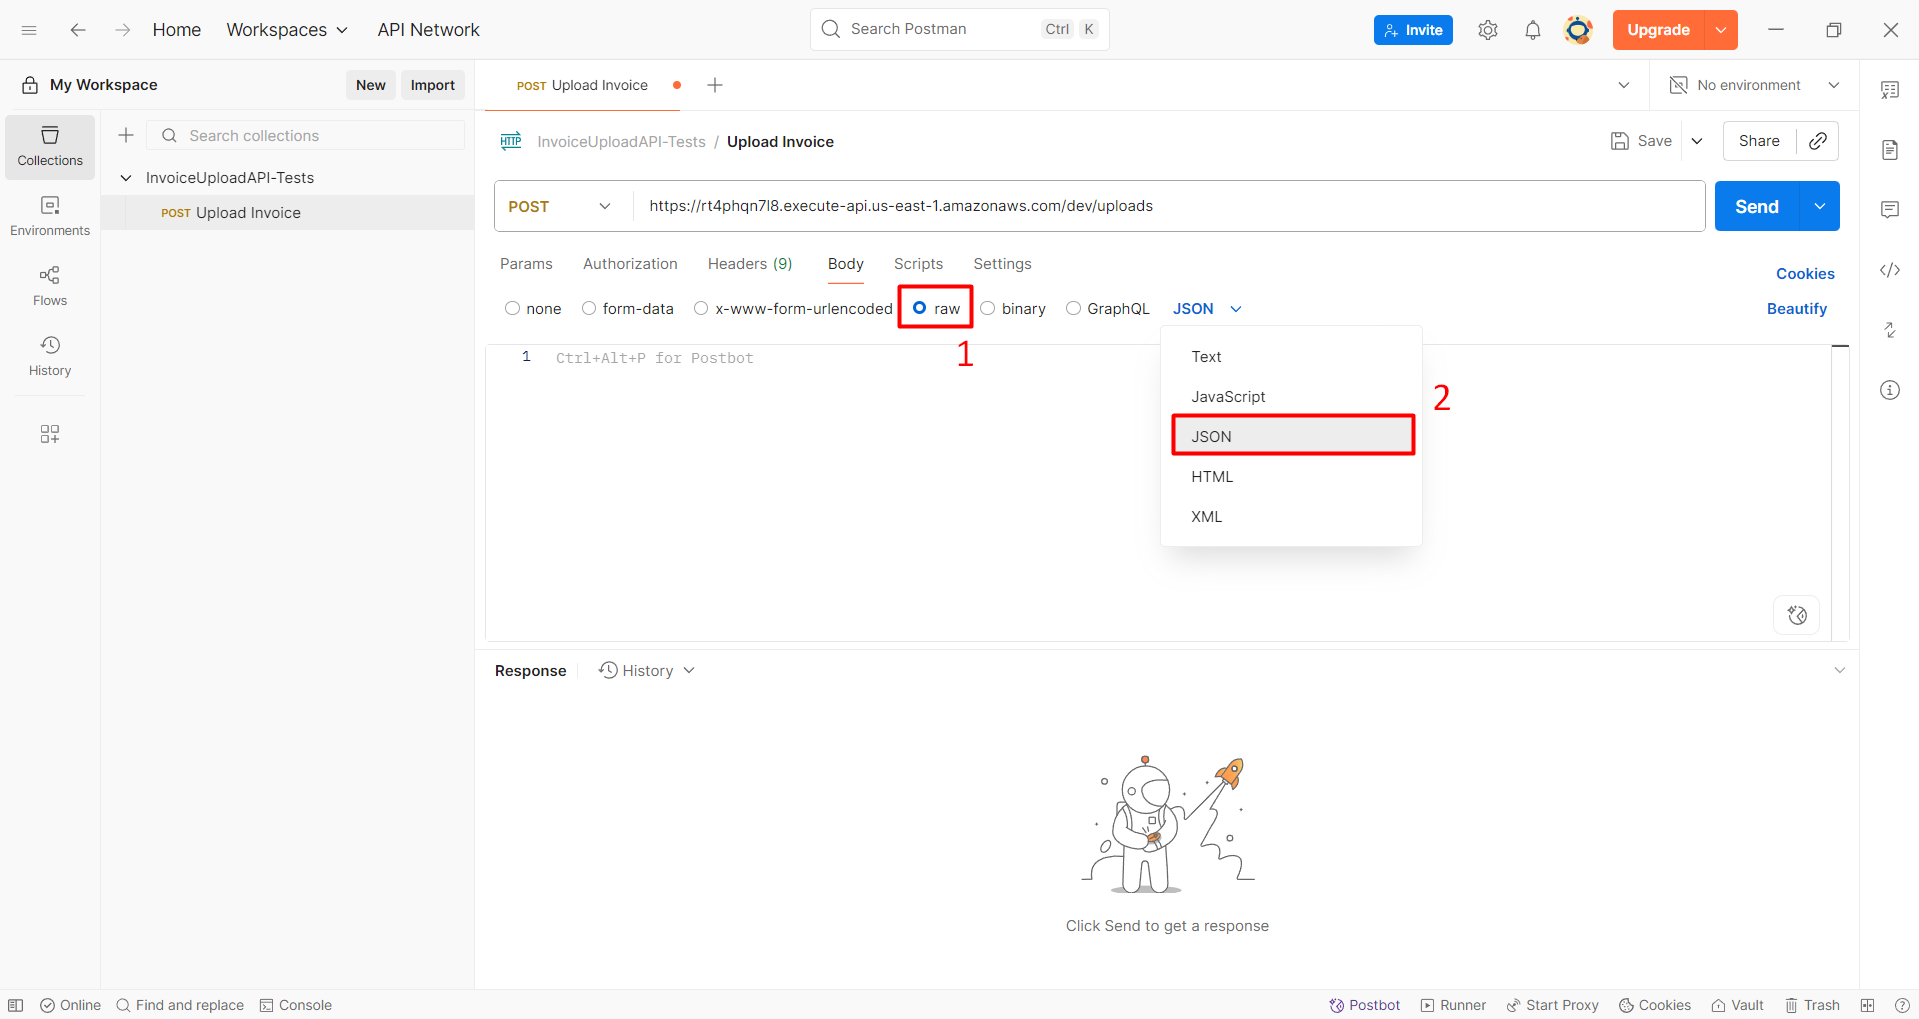 Home Workspaces API Network Search Postman Ctrl K Invite Upgrade
My Workspace New Import POST Upload Invoice No environment
Collections
Environments
Flows
History
Search collections
InvoiceUploadAPI-Tests
POST Upload Invoice
HTTP InvoiceUploadAPI-Tests / Upload Invoice Save Share
POST https://rt4phqn7l8.execute-api.us-east-1.amazonaws.com/dev/uploads Send
Params Authorization Headers (9) Body Scripts Settings Cookies
none form-data x-www-form-urlencoded raw binary GraphQL JSON Beautify
1
1 Ctrl+Alt+P for Postbot
Text
JavaScript
2
JSON
HTML
XML
Response History
Click Send to get a response
Online Find and replace Console Postbot Runner Start Proxy Cookies Vault Trash